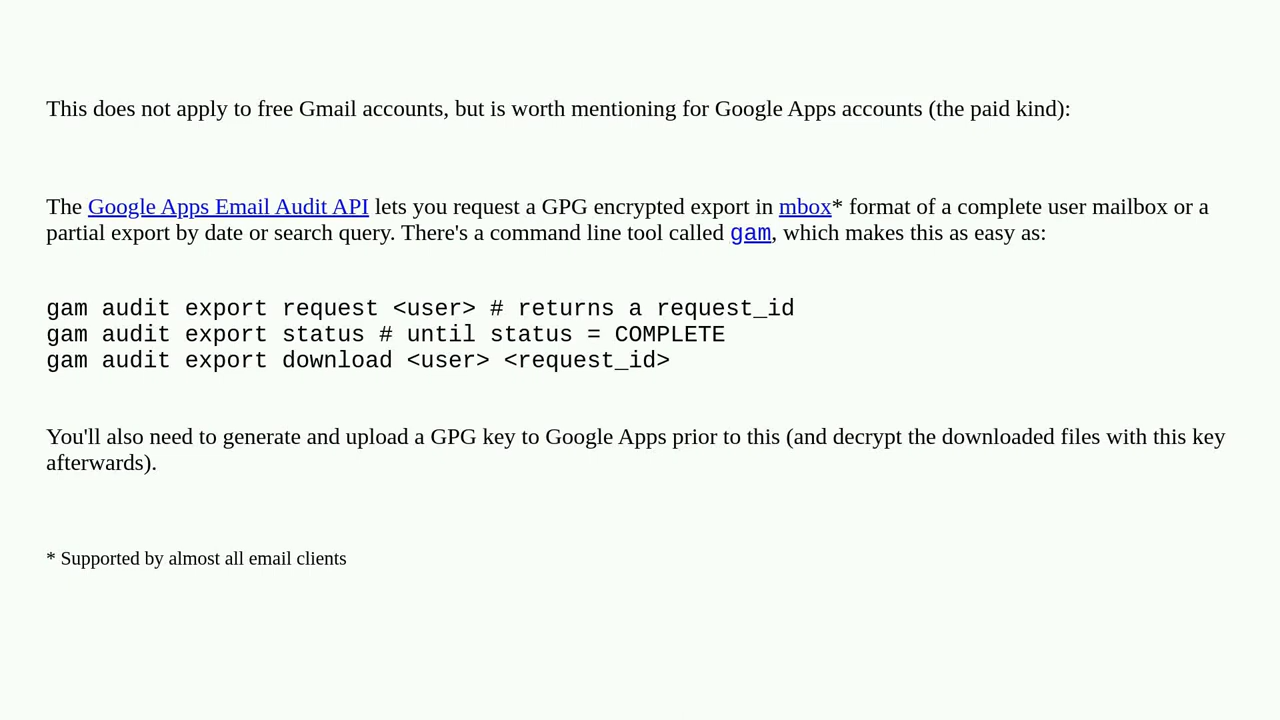 This does not apply to free Gmail accounts, but is worth mentioning for Google Apps accounts (the paid kind):
The Google Apps Email Audit API lets you request a GPG encrypted export in mbox* format of a complete user mailbox or a
partial export by date or search query. There's a command line tool called gam, which makes this as easy as:
gam audit export request <user> # returns a request_id
gam audit export status # until status = COMPLETE
gam audit export download <user> <request_id>
You'll also need to generate and upload a GPG key to Google Apps prior to this (and decrypt the downloaded files with this key
afterwards).
* Supported by almost all email clients